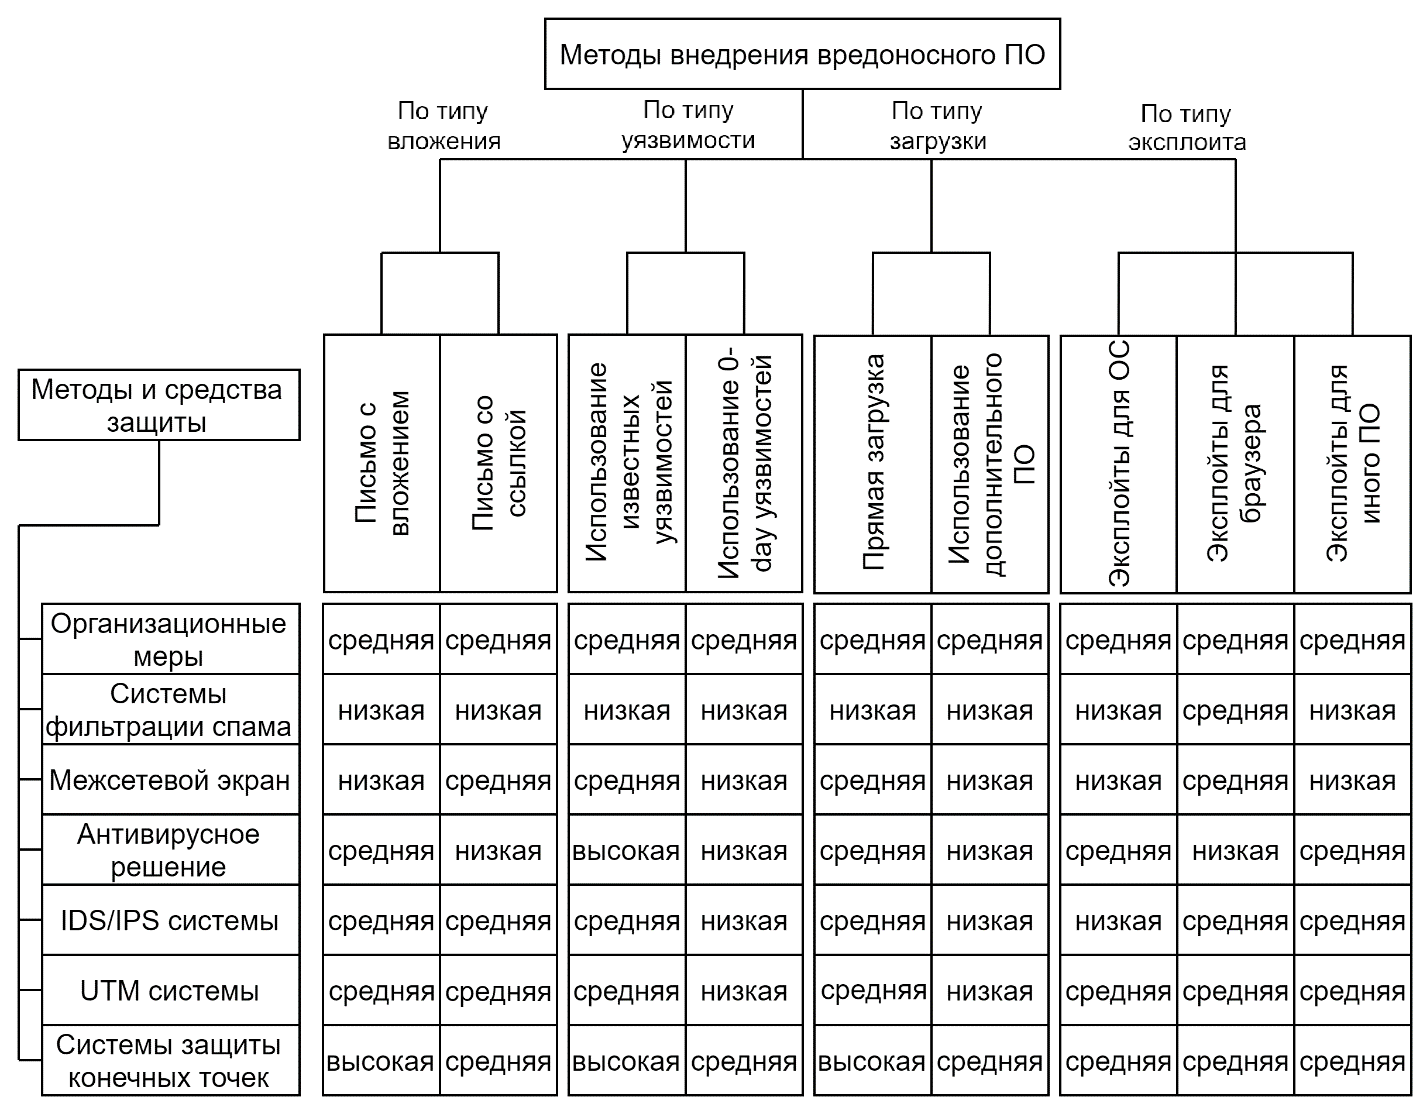 Методы внедрения вредоносного ПО
По типу
вложения
По типу
уязвимости
По типу
загрузки
По типу
эксплоита
Методы и средства
защиты
Письмо с
вложением
Письмо со
ссылкой
Использование
известных
уязвимостей
Использование 0-
day уязвимостей
Прямая загрузка
Использование
дополнительного
ПО
Эксплойты для ОС
Эксплойты для
браузера
Эксплойты для
иного ПО
Организационные
меры
средняя средняя средняя средняя средняя средняя средняя средняя средняя
Системы
фильтрации спама
низкая низкая низкая низкая низкая низкая низкая средняя низкая
Межсетевой экран
низкая средняя средняя низкая средняя низкая низкая средняя низкая
Антивирусное
решение
средняя низкая высокая низкая средняя низкая средняя низкая средняя
IDS/IPS системы
средняя средняя средняя низкая средняя низкая низкая средняя средняя
UTM системы
средняя средняя средняя низкая средняя низкая средняя средняя средняя
Системы защиты
конечных точек
высокая средняя высокая средняя высокая средняя средняя средняя средняя